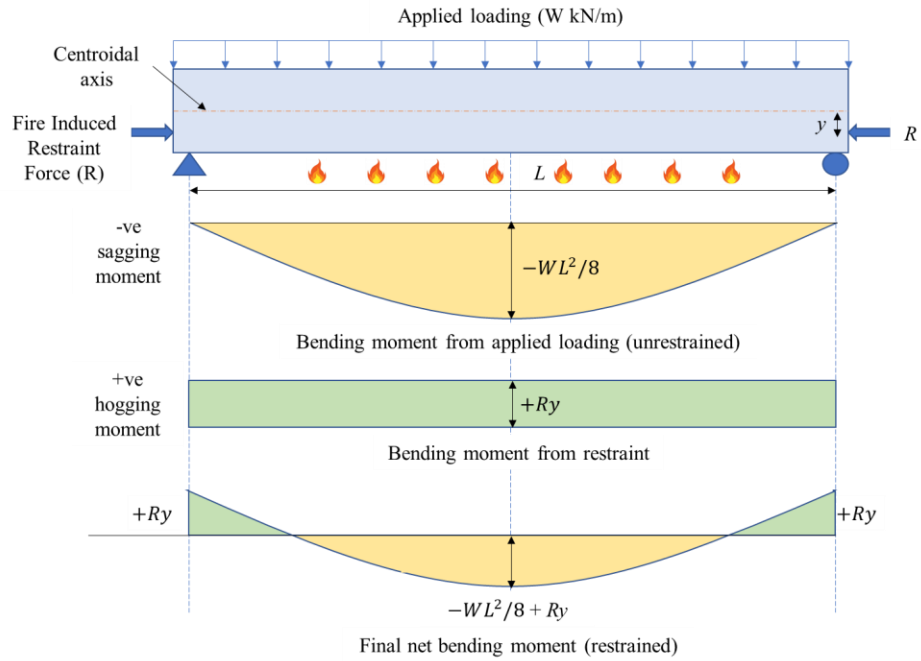 Applied loading (W kN/m)
Centroidal
axis
Fire Induced
Restraint
Force (R)
y
R
L
-ve
sagging
moment
−WL²/8
Bending moment from applied loading (unrestrained)
+ve
hogging
moment
+Ry
Bending moment from restraint
+Ry
+Ry
−WL²/8 + Ry
Final net bending moment (restrained)